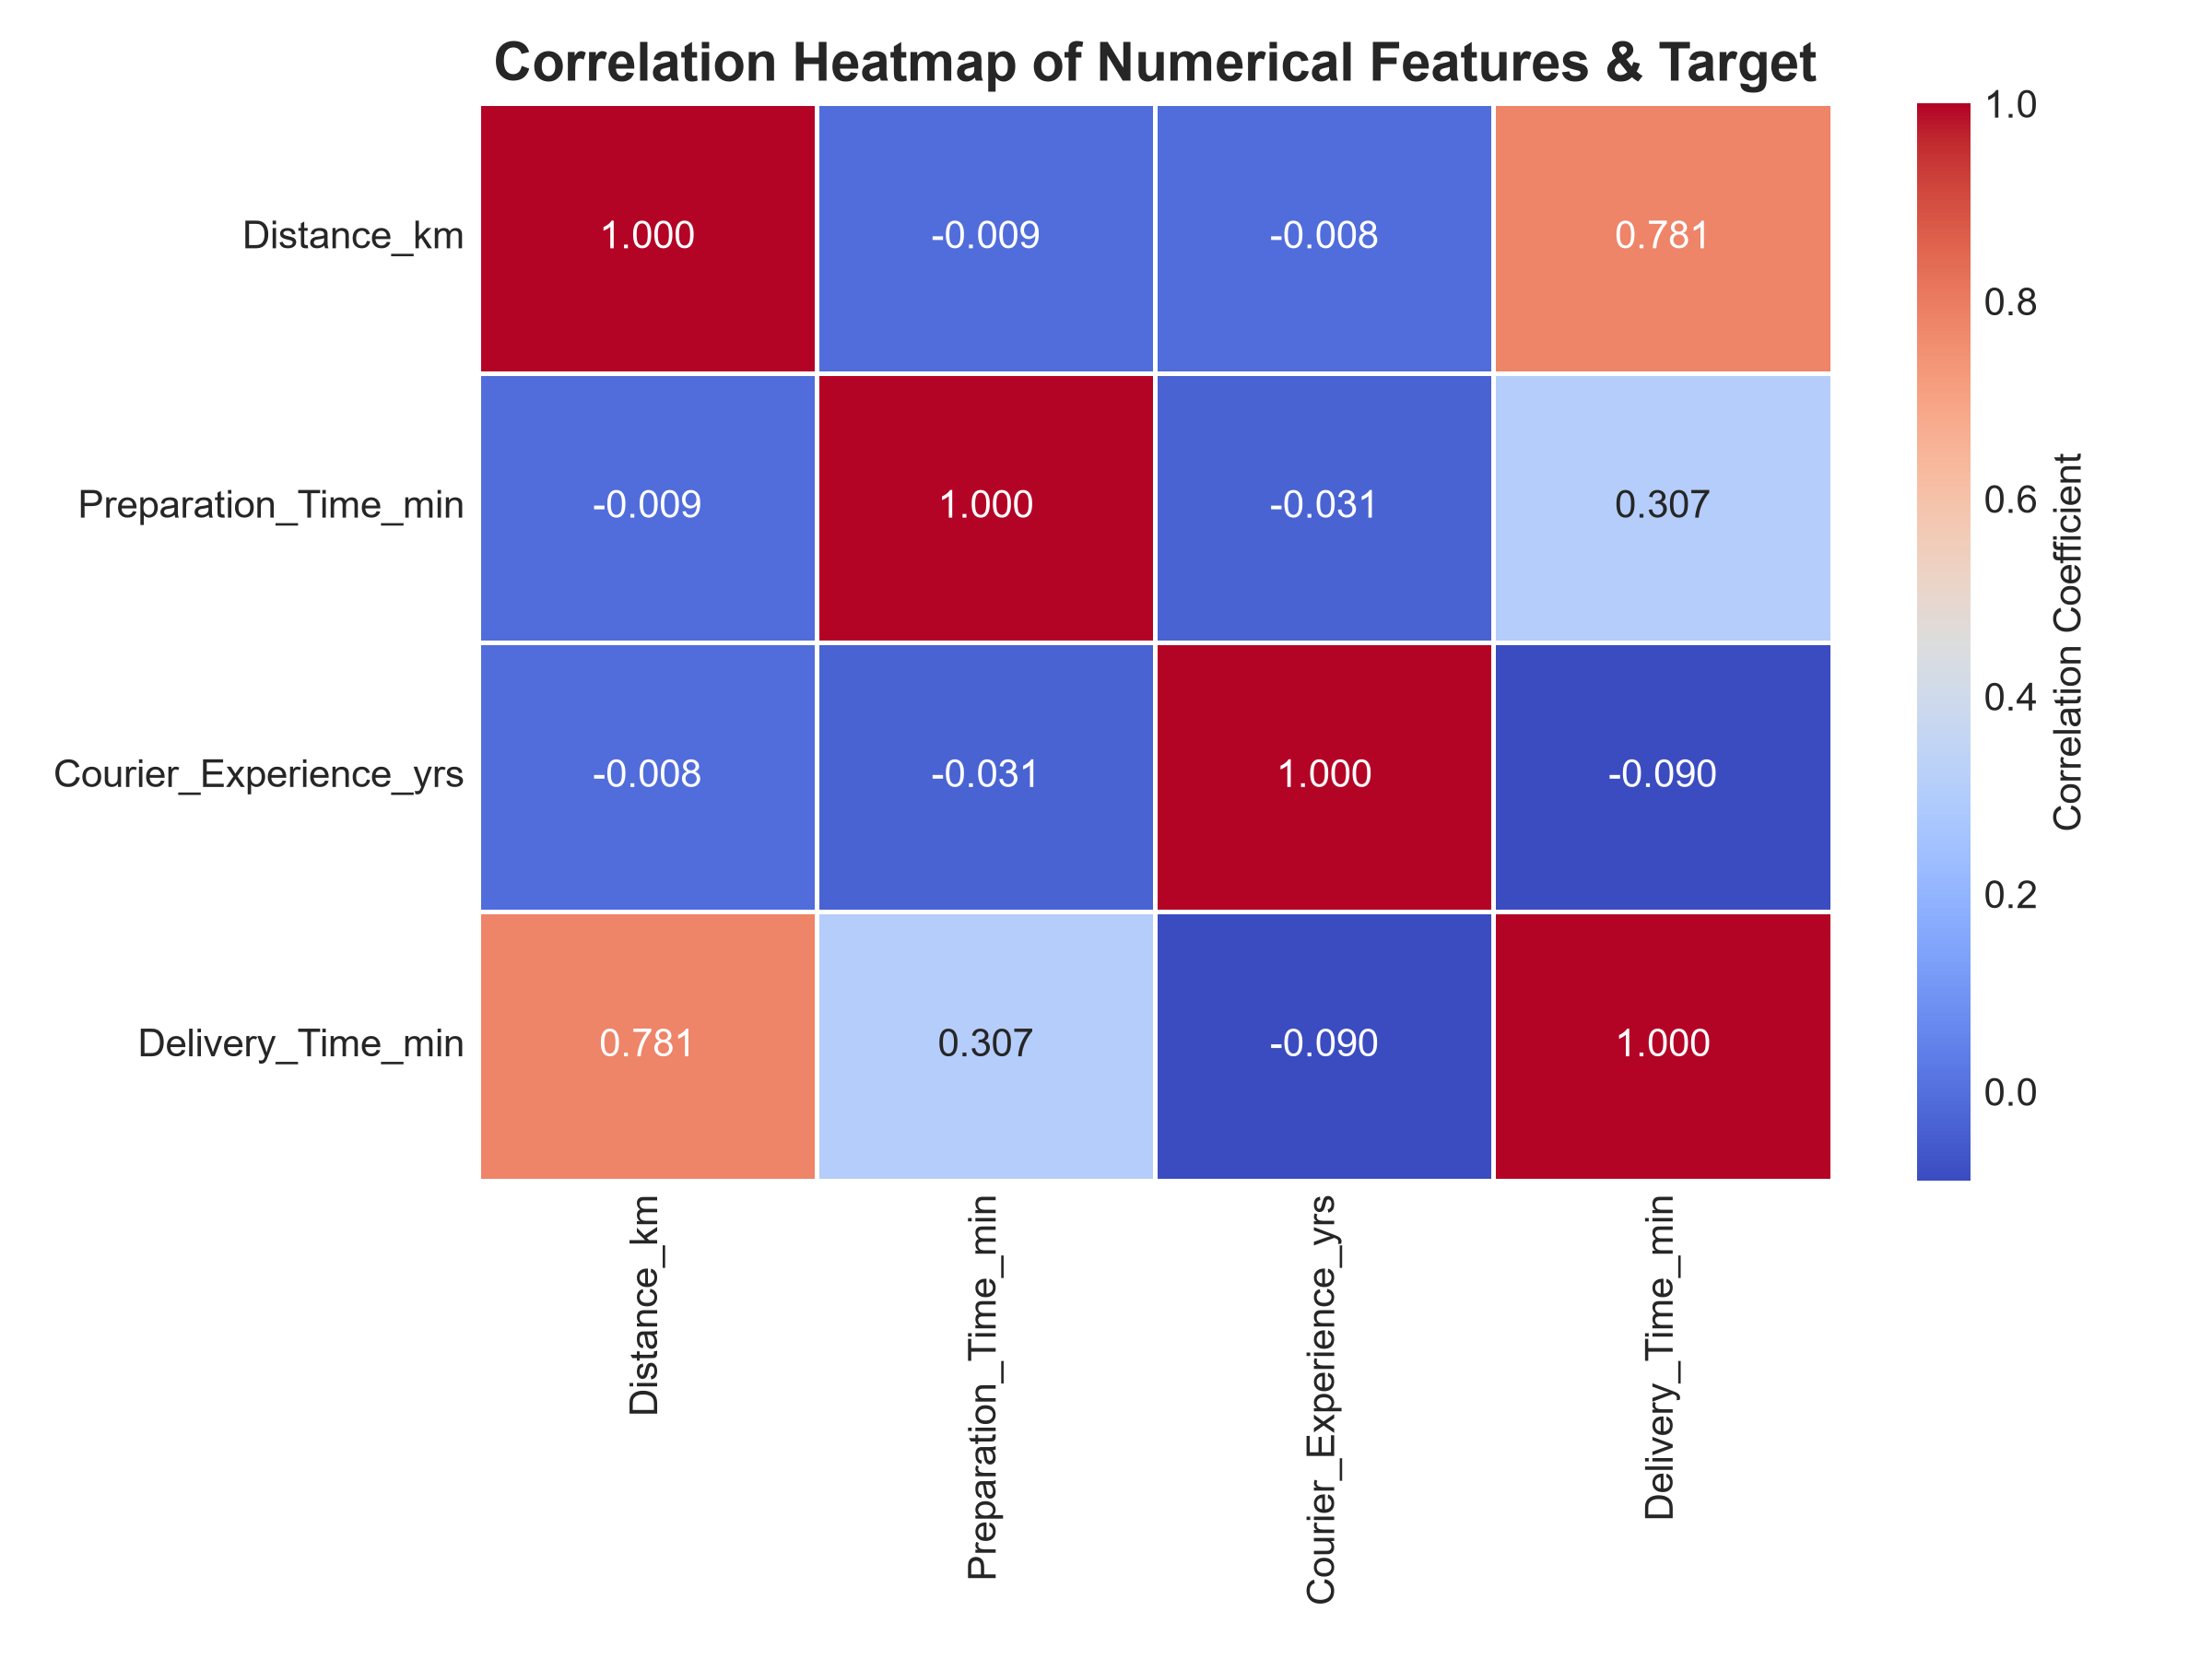 Correlation Heatmap of Numerical Features & Target
Distance_km 1.000 -0.009 -0.008 0.781
Preparation_Time_min -0.009 1.000 -0.031 0.307
Courier_Experience_yrs -0.008 -0.031 1.000 -0.090
Delivery_Time_min 0.781 0.307 -0.090 1.000
Distance_km
Preparation_Time_min
Courier_Experience_yrs
Delivery_Time_min
1.0
0.8
0.6
0.4
0.2
0.0
Correlation Coefficient